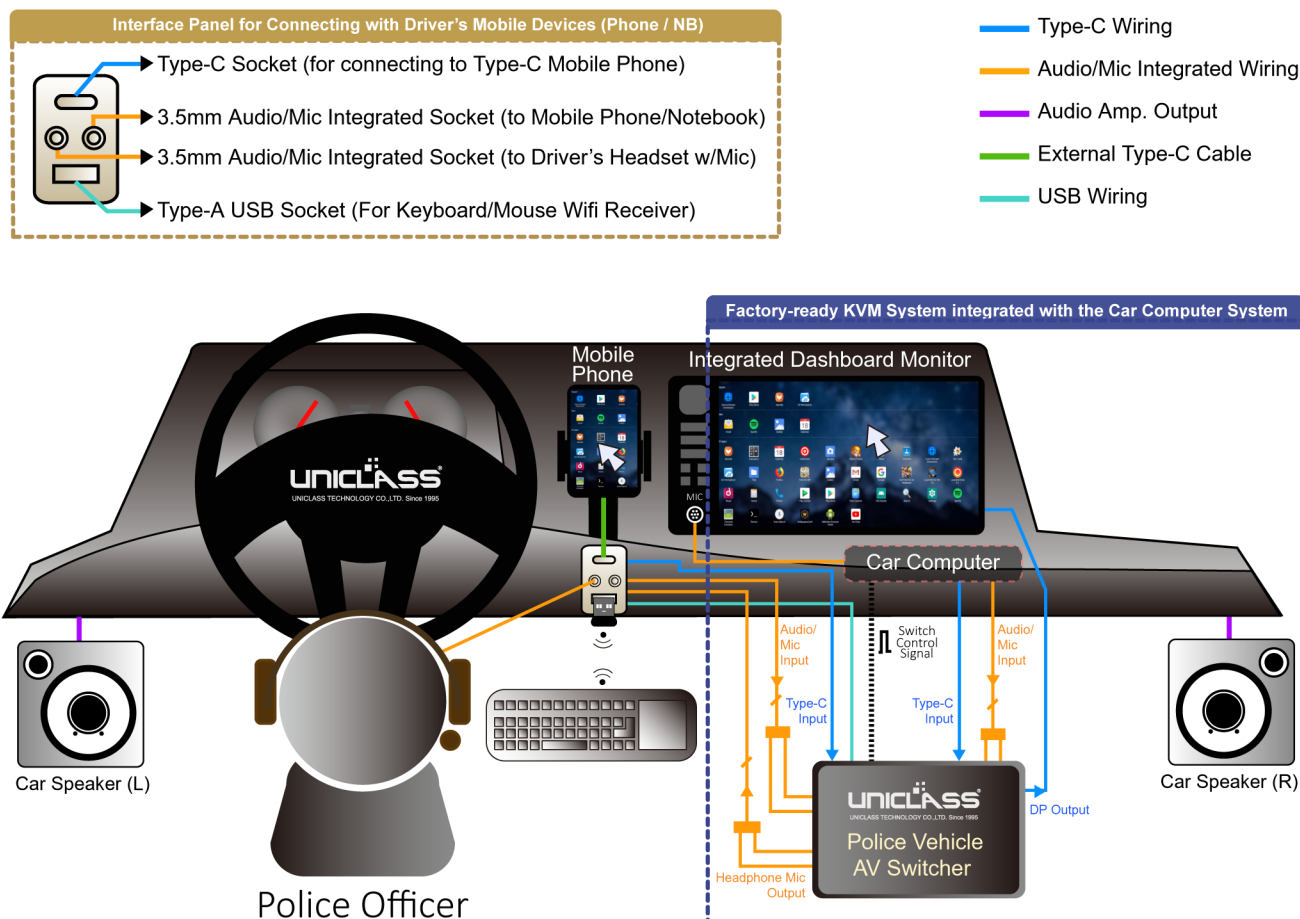 Interface Panel for Connecting with Driver's Mobile Devices (Phone / NB)
Type-C Socket (for connecting to Type-C Mobile Phone)
3.5mm Audio/Mic Integrated Socket (to Mobile Phone/Notebook)
3.5mm Audio/Mic Integrated Socket (to Driver's Headset w/Mic)
Type-A USB Socket (For Keyboard/Mouse Wifi Receiver)
Type-C Wiring
Audio/Mic Integrated Wiring
Audio Amp. Output
External Type-C Cable
USB Wiring
Factory-ready KVM System integrated with the Car Computer System
Mobile
Phone
Integrated Dashboard Monitor
MIC
UNICLASS®
UNICLASS TECHNOLOGY CO.,LTD. Since 1995
Car Computer
Audio/
Mic
Input
Switch
Control
Signal
Audio/
Mic
Input
Type-C
Input
Type-C
Input
Car Speaker (L)
Car Speaker (R)
UNICLASS®
UNICLASS TECHNOLOGY CO.,LTD. Since 1995
Police Vehicle
AV Switcher
DP Output
Headphone Mic
Output
Police Officer